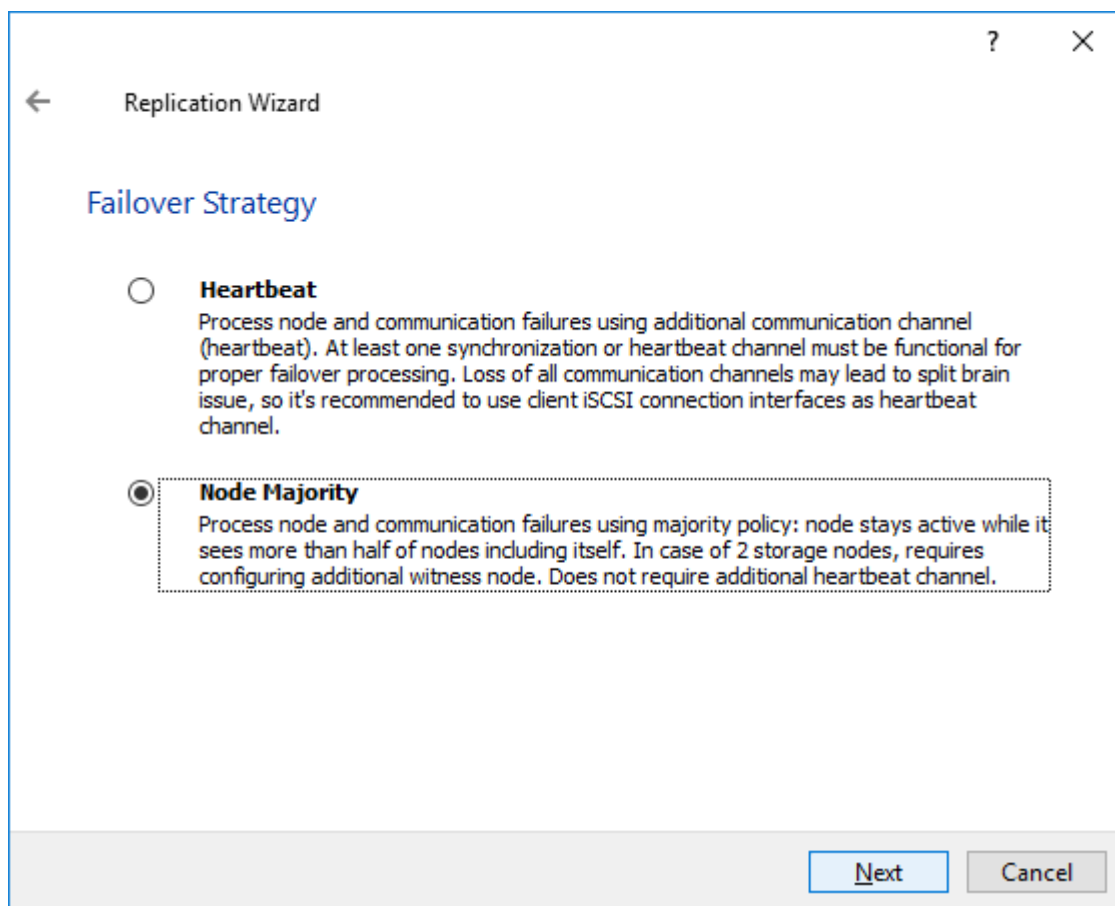 ?
Replication Wizard
Failover Strategy
Heartbeat
Process node and communication failures using additional communication channel
(heartbeat). At least one synchronization or heartbeat channel must be functional for
proper failover processing. Loss of all communication channels may lead to split brain
issue, so it's recommended to use client iSCSI connection interfaces as heartbeat
channel.
Node Majority
Process node and communication failures using majority policy: node stays active while it
sees more than half of nodes including itself. In case of 2 storage nodes, requires
configuring additional witness node. Does not require additional heartbeat channel.
Next
Cancel